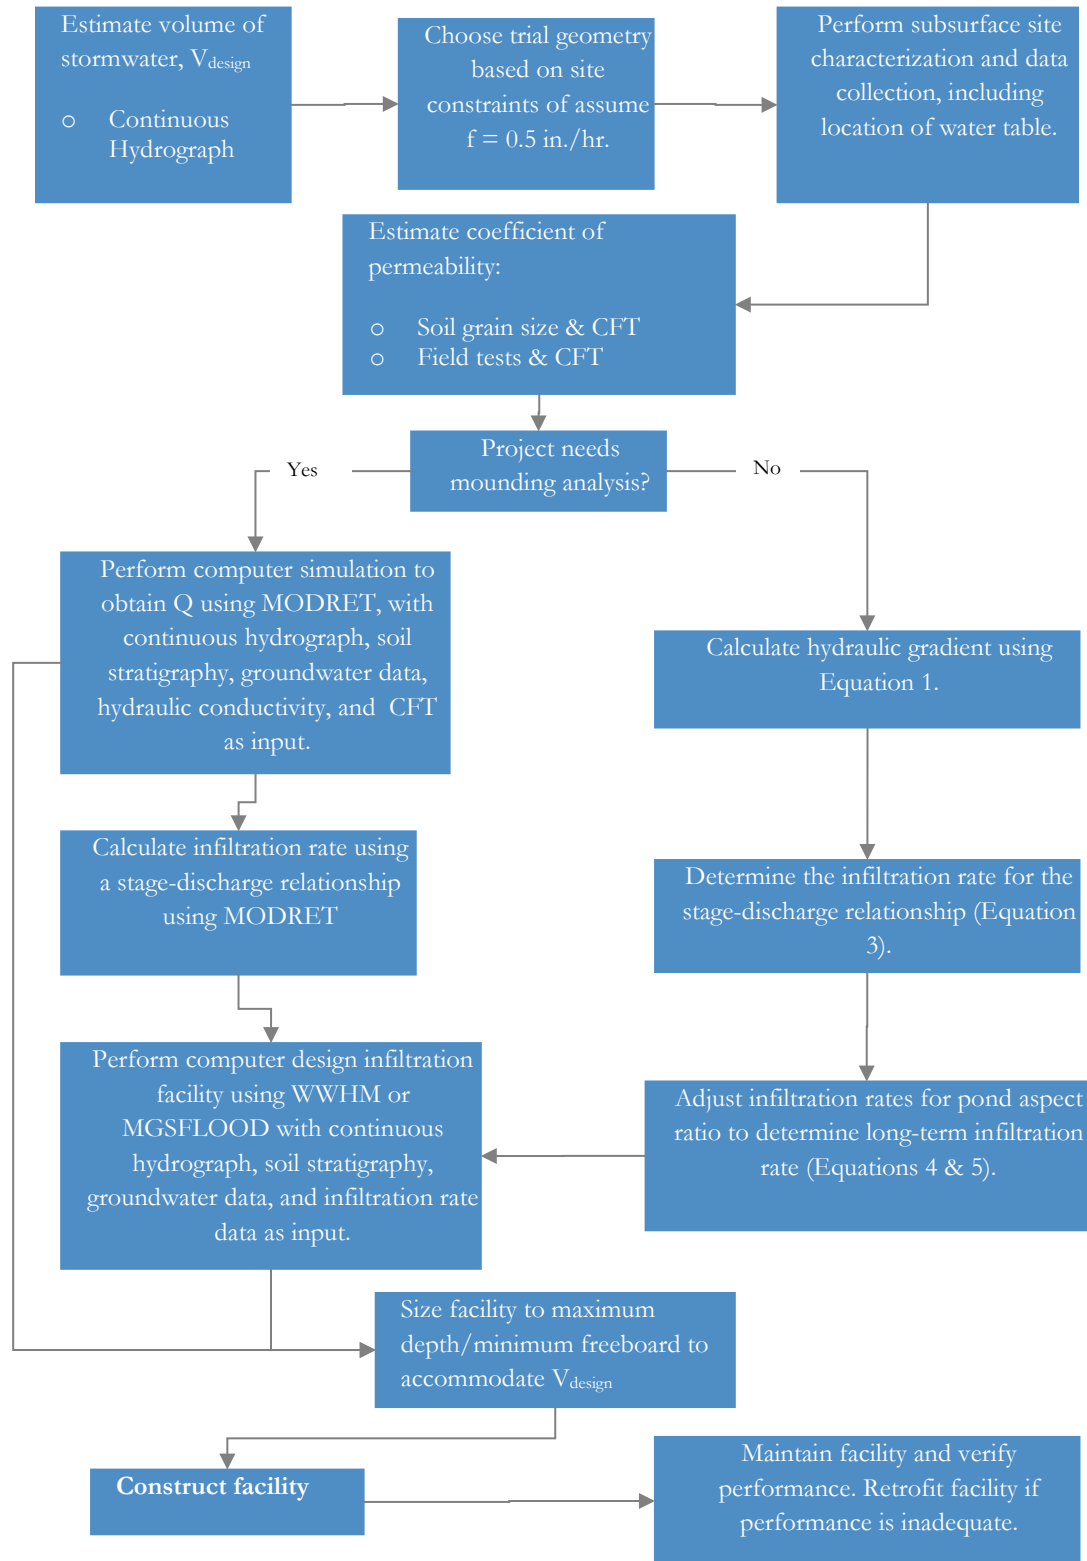 Estimate volume of
stormwater, Vdesign
o Continuous
Hydrograph
Choose trial geometry
based on site
constraints of assume
f = 0.5 in./hr.
Perform subsurface site
characterization and data
collection, including
location of water table.
Estimate coefficient of
permeability:
o Soil grain size & CFT
o Field tests & CFT
Project needs
mounding analysis?
Yes
No
Perform computer simulation to
obtain Q using MODRET, with
continuous hydrograph, soil
stratigraphy, groundwater data,
hydraulic conductivity, and CFT
as input.
Calculate hydraulic gradient using
Equation 1.
Calculate infiltration rate using
a stage-discharge relationship
using MODRET
Determine the infiltration rate for the
stage-discharge relationship (Equation
3).
Perform computer design infiltration
facility using WWHM or
MGSFLOOD with continuous
hydrograph, soil stratigraphy,
groundwater data, and infiltration rate
data as input.
Adjust infiltration rates for pond aspect
ratio to determine long-term infiltration
rate (Equations 4 & 5).
Size facility to maximum
depth/minimum freeboard to
accommodate Vdesign
Construct facility
Maintain facility and verify
performance. Retrofit facility if
performance is inadequate.